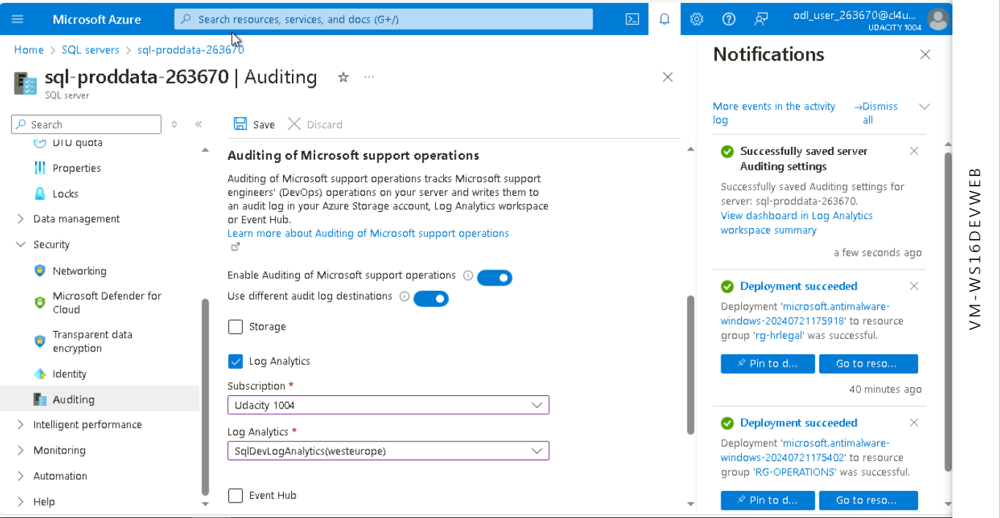 Microsoft Azure
Search resources, services, and docs (G+/)
odl_user_263670@cl4u...
UDACITY 1004
Home > SQL servers > sql-proddata-263670
sql-proddata-263670 | Auditing
SQL server
Search
DTU quota
Properties
Locks
Data management
Security
Networking
Microsoft Defender for
Cloud
Transparent data
encryption
Identity
Auditing
Intelligent performance
Monitoring
Automation
Help
Save
Discard
Auditing of Microsoft support operations
Auditing of Microsoft support operations tracks Microsoft support
engineers' (DevOps) operations on your server and writes them to
an audit log in your Azure Storage account, Log Analytics workspace
or Event Hub.
Learn more about Auditing of Microsoft support operations
Enable Auditing of Microsoft support operations
Use different audit log destinations
Storage
Log Analytics
Subscription *
Udacity 1004
Log Analytics *
SqlDevLogAnalytics(westeurope)
Event Hub
Notifications
More events in the activity
log
→Dismiss
all
Successfully saved server
Auditing settings
Successfully saved Auditing settings for
server: sql-proddata-263670.
View dashboard in Log Analytics
workspace summary
a few seconds ago
Deployment succeeded
Deployment 'microsoft.antimalware-
windows-20240721175918' to resource
group 'rg-hrlegal' was successful.
Pin to d...
Go to reso...
40 minutes ago
Deployment succeeded
Deployment 'microsoft.antimalware-
windows-20240721175402' to resource
group 'RG-OPERATIONS' was successful.
Pin to d...
Go to reso...
VM-WS16DEVWEB